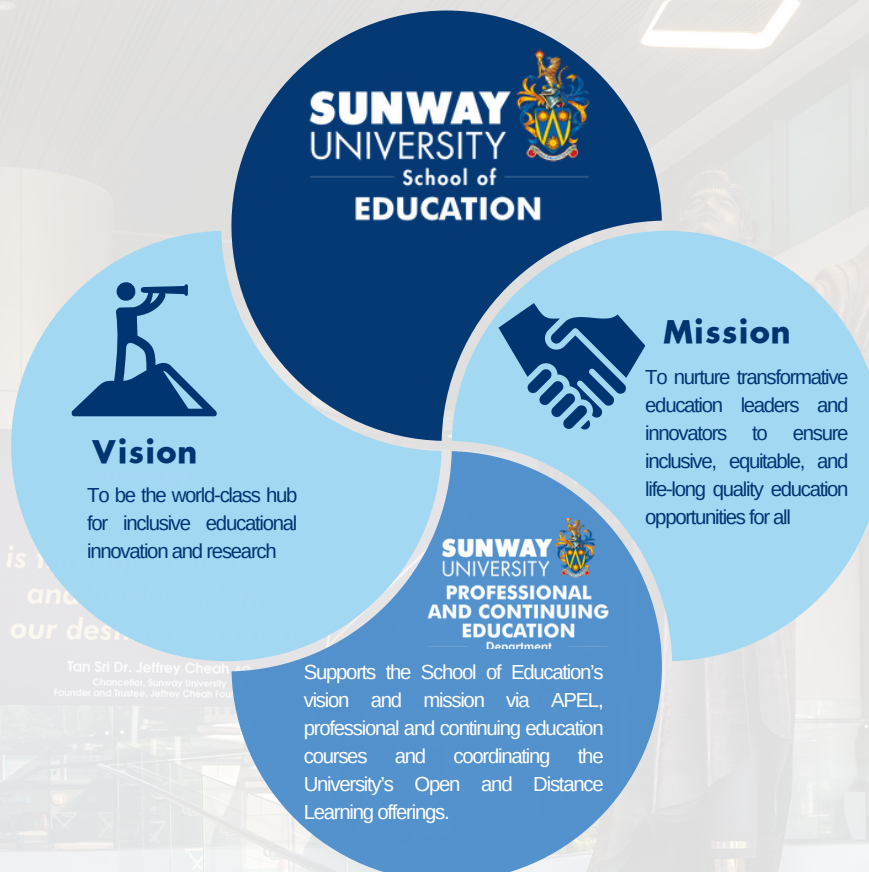 SUNWAY
UNIVERSITY
School of
EDUCATION
Vision
To be the world-class hub
for inclusive educational
innovation and research
Mission
To nurture transformative
education leaders and
innovators to ensure
inclusive, equitable, and
life-long quality education
opportunities for all
SUNWAY
UNIVERSITY
PROFESSIONAL
AND CONTINUING
EDUCATION
Department
Supports the School of Education's
vision and mission via APEL,
professional and continuing education
courses and coordinating the
University's Open and Distance
Learning offerings.
is
and
our
Tan Sri Dr. Jeffrey Cheah
Chancellor, Sunway University
Founder and Trustee, Jeffrey Cheah